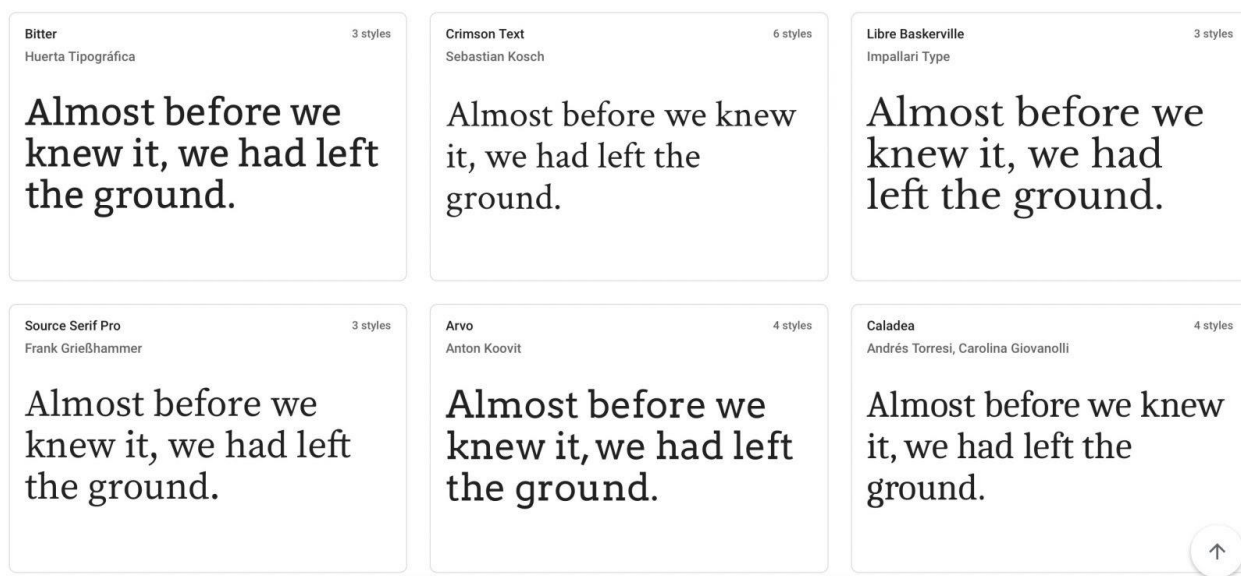 Bitter 3 styles
Huerta Tipográfica
Almost before we
knew it, we had left
the ground.
Crimson Text 6 styles
Sebastian Kosch
Almost before we knew
it, we had left the
ground.
Libre Baskerville 3 styles
Impallari Type
Almost before we
knew it, we had
left the ground.
Source Serif Pro 3 styles
Frank Grießhammer
Almost before we
knew it, we had left
the ground.
Arvo 4 styles
Anton Koovit
Almost before we
knew it, we had left
the ground.
Caladea 4 styles
Andrés Torresi, Carolina Giovanolli
Almost before we knew
it, we had left the
ground.